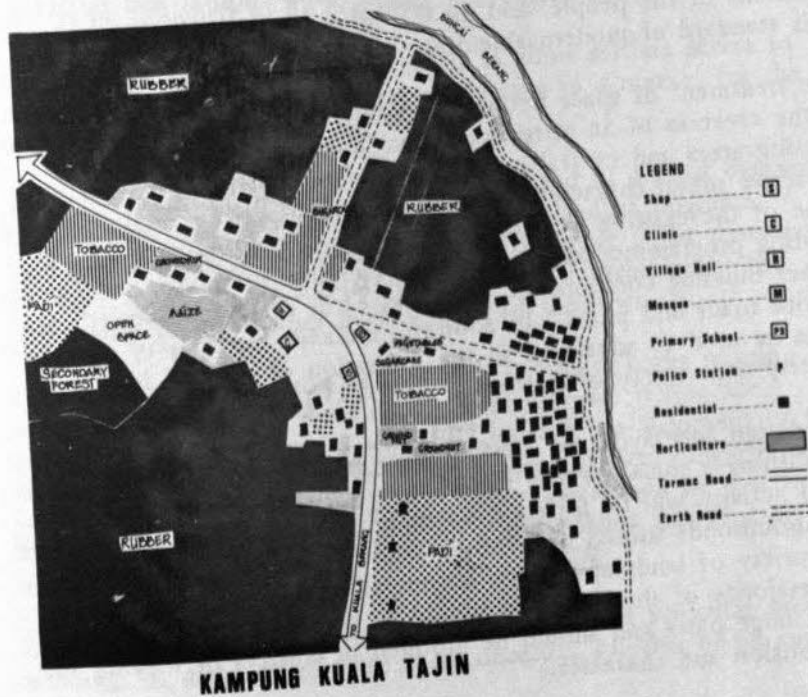 SUNGAI
BERANG
RUBBER
RUBBER
TOBACCO
GROUNDNUT
PADI
MAIZE
OPEN
SPACE
SECONDARY
FOREST
VEGETABLES
SUGARCANE
TOBACCO
GROUNDNUT
RUBBER
PADI
TO KUALA BERANG
LEGEND
Shop S
Clinic C
Village Hall
Mosque M
Primary School PS
Police Station P
Residential
Horticulture
Tarmac Road
Earth Road
KAMPUNG KUALA TAJIN